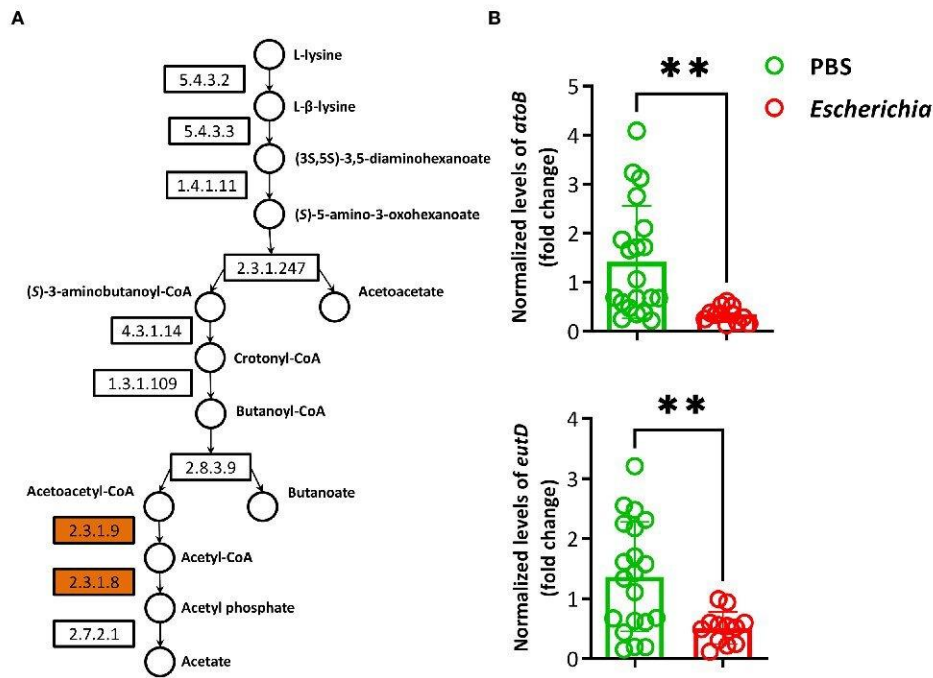 A
L-lysine
5.4.3.2
L-β-lysine
5.4.3.3
(3S,5S)-3,5-diaminohexanoate
1.4.1.11
(S)-5-amino-3-oxohexanoate
2.3.1.247
(S)-3-aminobutanoyl-CoA
Acetoacetate
4.3.1.14
Crotonyl-CoA
1.3.1.109
Butanoyl-CoA
2.8.3.9
Acetoacetyl-CoA
Butanoate
2.3.1.9
Acetyl-CoA
2.3.1.8
Acetyl phosphate
2.7.2.1
Acetate
B
PBS
Escherichia
**
Normalized levels of atoB
(fold change)
5
4
3
2
1
0
**
Normalized levels of eutD
(fold change)
4
3
2
1
0